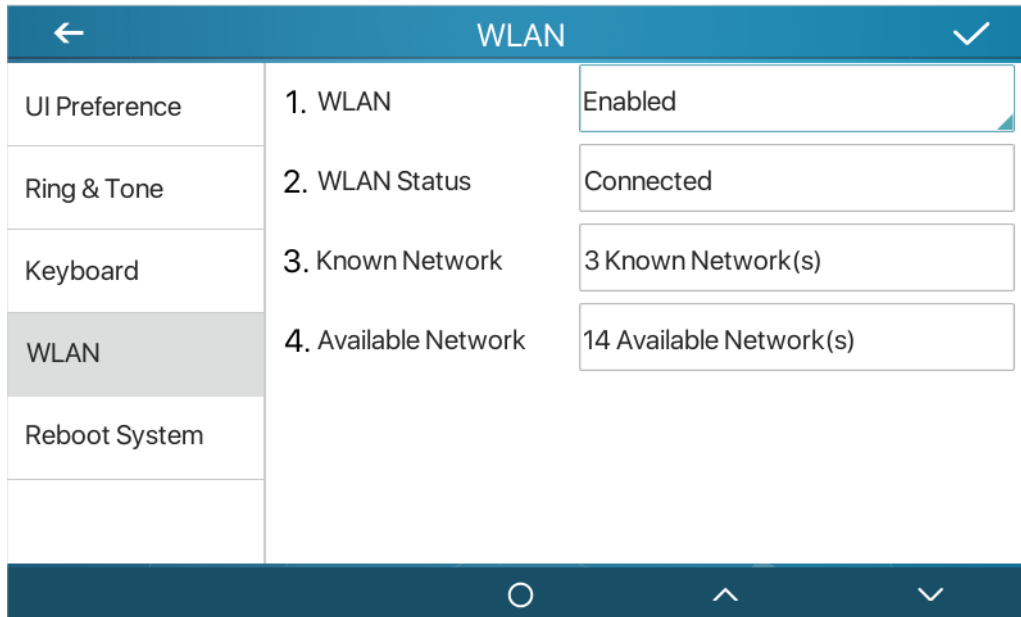 WLAN
UI Preference
Ring & Tone
Keyboard
WLAN
Reboot System
1. WLAN Enabled
2. WLAN Status Connected
3. Known Network 3 Known Network(s)
4. Available Network 14 Available Network(s)